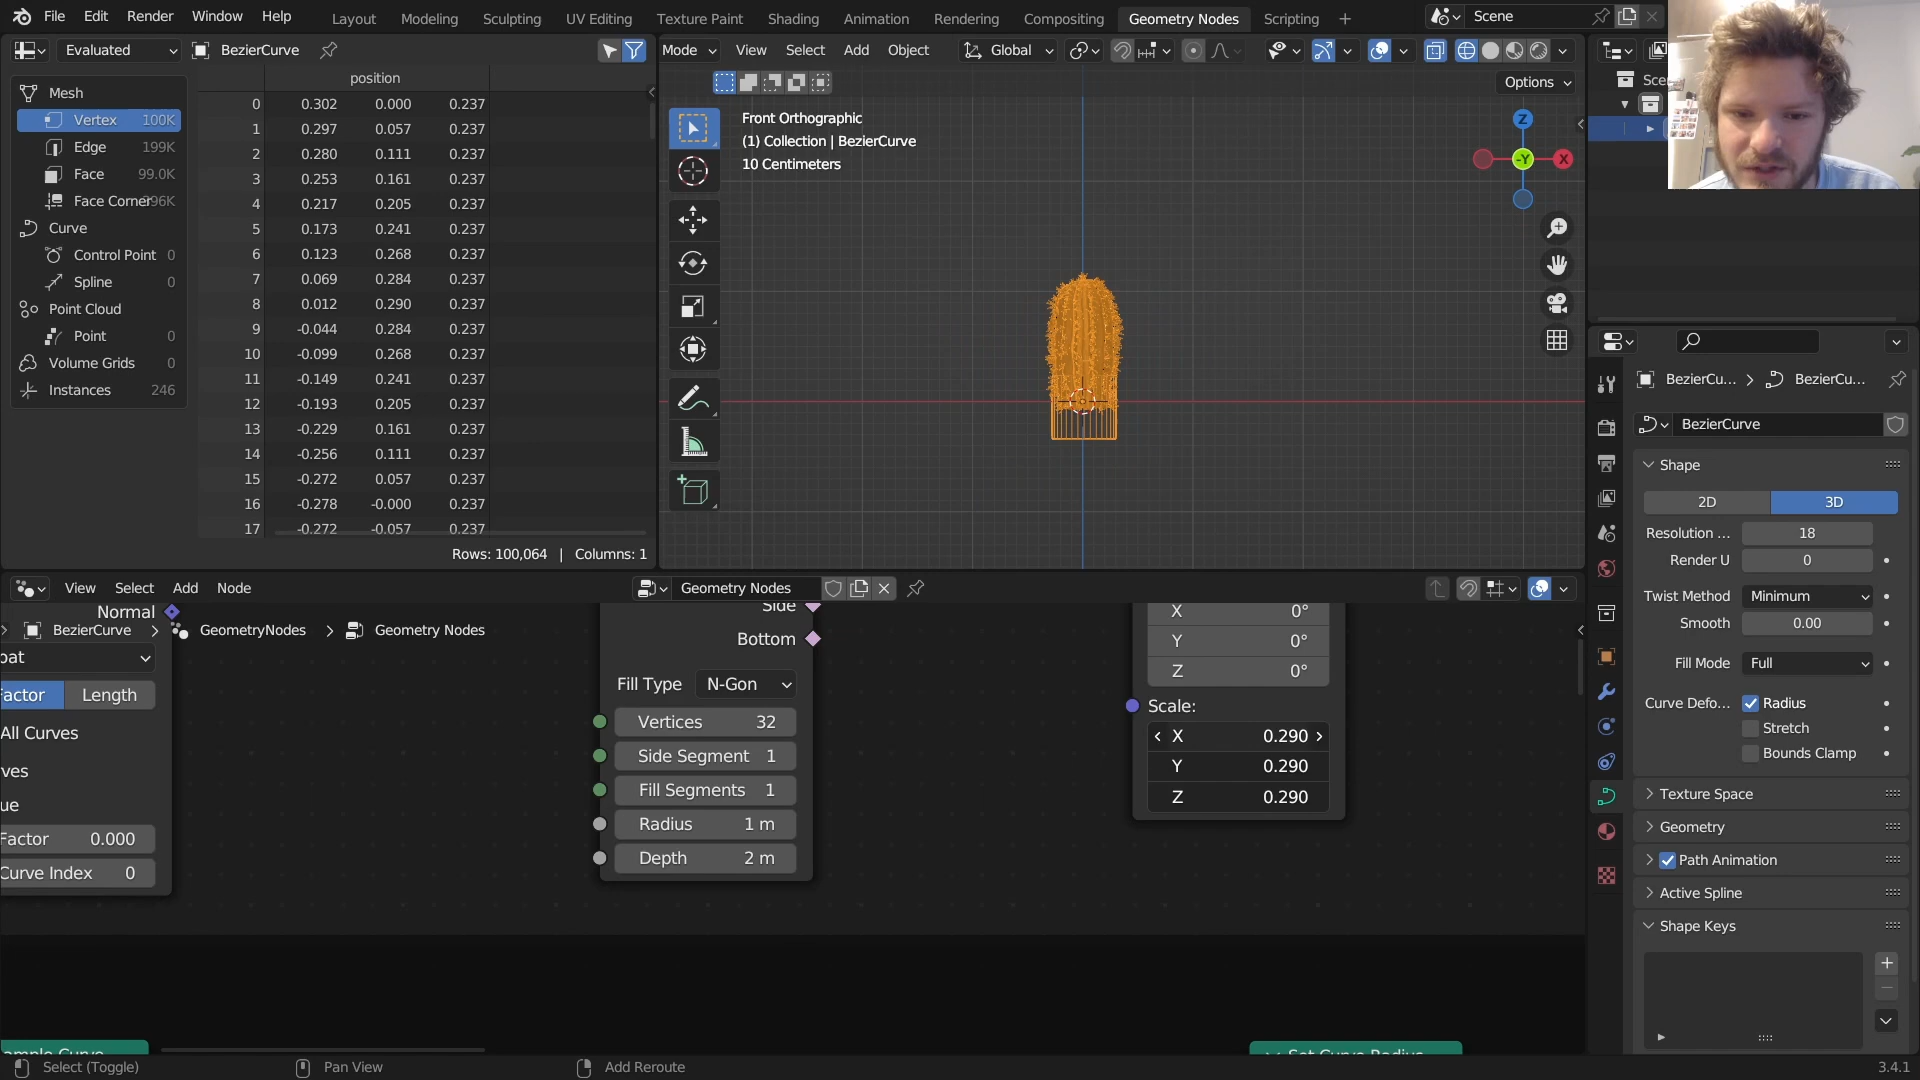 File Edit Render Window Help
Layout Modeling Sculpting UV Editing Texture Paint Shading Animation Rendering Compositing Geometry Nodes Scripting
Scene
Evaluated
BezierCurve
Mode View Select Add Object
Global
Options
position
Mesh
Vertex 100K
Edge 199K
Face 99.0K
Face Corner
Curve
Control Point 0
Spline 0
Point Cloud
Point 0
Volume Grids 0
Instances 246
0 0.302 0.000 0.237
1 0.297 0.057 0.237
2 0.280 0.111 0.237
3 0.253 0.161 0.237
4 0.217 0.205 0.237
5 0.173 0.241 0.237
6 0.123 0.268 0.237
7 0.069 0.284 0.237
8 0.012 0.290 0.237
9 -0.044 0.284 0.237
10 -0.099 0.268 0.237
11 -0.149 0.241 0.237
12 -0.193 0.205 0.237
13 -0.229 0.161 0.237
14 -0.256 0.111 0.237
15 -0.272 0.057 0.237
16 -0.278 -0.000 0.237
17 -0.272 -0.057 0.237
Rows: 100,064 | Columns: 1
Front Orthographic
(1) Collection | BezierCurve
10 Centimeters
Z
-Y
X
Sce
BezierCu... BezierCu...
BezierCurve
Shape
2D 3D
Resolution ... 18
Render U 0
Twist Method Minimum
Smooth 0.00
Fill Mode Full
Curve Defo... Radius
Stretch
Bounds Clamp
Texture Space
Geometry
Path Animation
Active Spline
Shape Keys
View Select Add Node
Geometry Nodes
Normal
BezierCurve GeometryNodes Geometry Nodes
oat
Factor Length
All Curves
ves
ue
Factor 0.000
Curve Index 0
Side
Bottom
Fill Type N-Gon
Vertices 32
Side Segment 1
Fill Segments 1
Radius 1 m
Depth 2 m
X 0°
Y 0°
Z 0°
Scale:
X 0.290
Y 0.290
Z 0.290
ample Curve
Set Curve Radius
Select (Toggle)
Pan View
Add Reroute
3.4.1